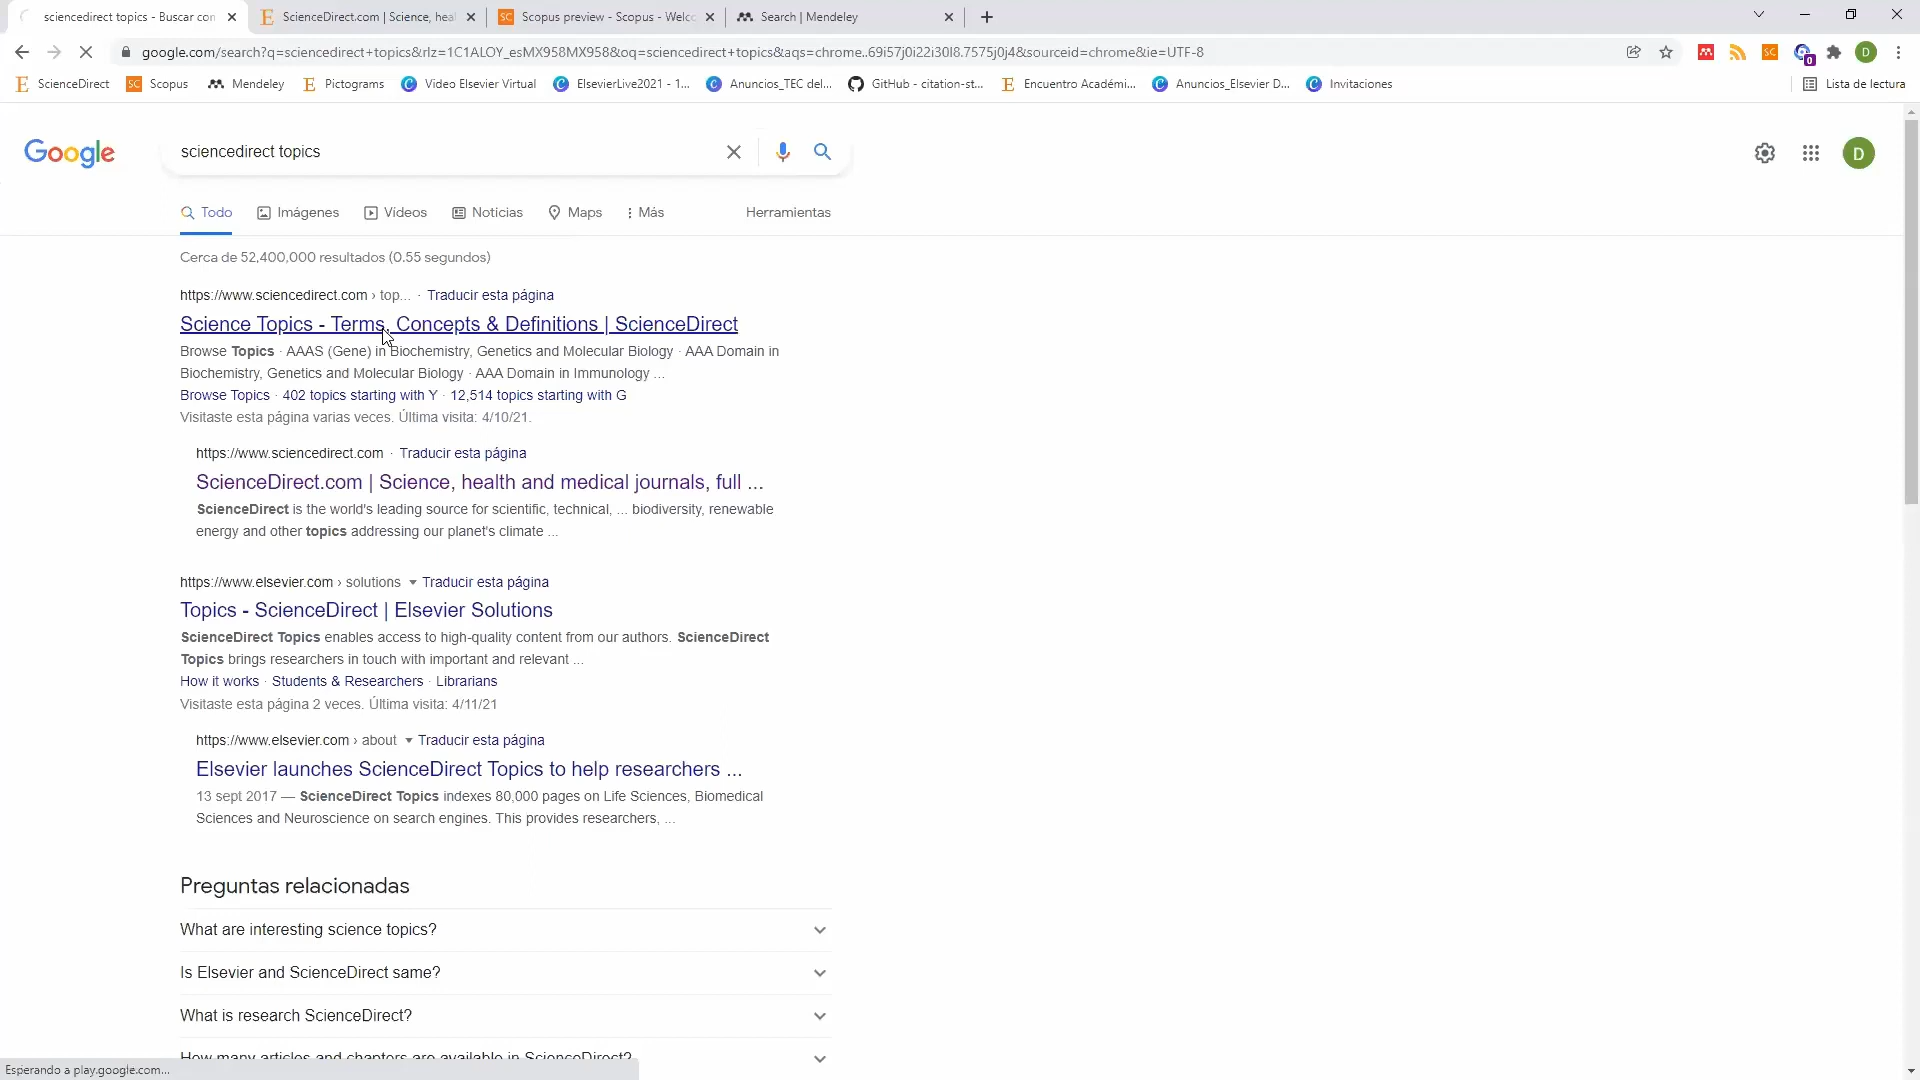 sciencedirect topics - Buscar con
ScienceDirect.com | Science, heal
SC Scopus preview - Scopus - Welco
Search | Mendeley
google.com/search?q=sciencedirect+topics&rlz=1C1ALOY_esMX958MX958&oq=sciencedirect+topics&aqs=chrome..69i57j0i22i30l8.7575j0j4&sourceid=chrome&ie=UTF-8
SC 0 D
ScienceDirect
SC Scopus
Mendeley
Pictograms
Video Elsevier Virtual
ElsevierLive2021 - 1...
Anuncios_TEC del...
GitHub - citation-st...
Encuentro Académi...
Anuncios_Elsevier D...
Invitaciones
Lista de lectura
Google
sciencedirect topics
D
Todo Imágenes Videos Noticias Maps Más Herramientas
Cerca de 52,400,000 resultados (0.55 segundos)
https://www.sciencedirect.com › top... · Traducir esta página
Science Topics - Terms, Concepts & Definitions | ScienceDirect
Browse Topics · AAAS (Gene) in Biochemistry, Genetics and Molecular Biology · AAA Domain in
Biochemistry, Genetics and Molecular Biology · AAA Domain in Immunology ...
Browse Topics · 402 topics starting with Y · 12,514 topics starting with G
Visitaste esta página varias veces. Última visita: 4/10/21.
https://www.sciencedirect.com · Traducir esta página
ScienceDirect.com | Science, health and medical journals, full ...
ScienceDirect is the world's leading source for scientific, technical, ... biodiversity, renewable
energy and other topics addressing our planet's climate ...
https://www.elsevier.com › solutions Traducir esta página
Topics - ScienceDirect | Elsevier Solutions
ScienceDirect Topics enables access to high-quality content from our authors. ScienceDirect
Topics brings researchers in touch with important and relevant ...
How it works · Students & Researchers · Librarians
Visitaste esta página 2 veces. Última visita: 4/11/21
https://www.elsevier.com › about Traducir esta página
Elsevier launches ScienceDirect Topics to help researchers ...
13 sept 2017 — ScienceDirect Topics indexes 80,000 pages on Life Sciences, Biomedical
Sciences and Neuroscience on search engines. This provides researchers, ...
Preguntas relacionadas
What are interesting science topics?
Is Elsevier and ScienceDirect same?
What is research ScienceDirect?
How many articles and chapters are available in ScienceDirect?
Esperando a play.google.com...